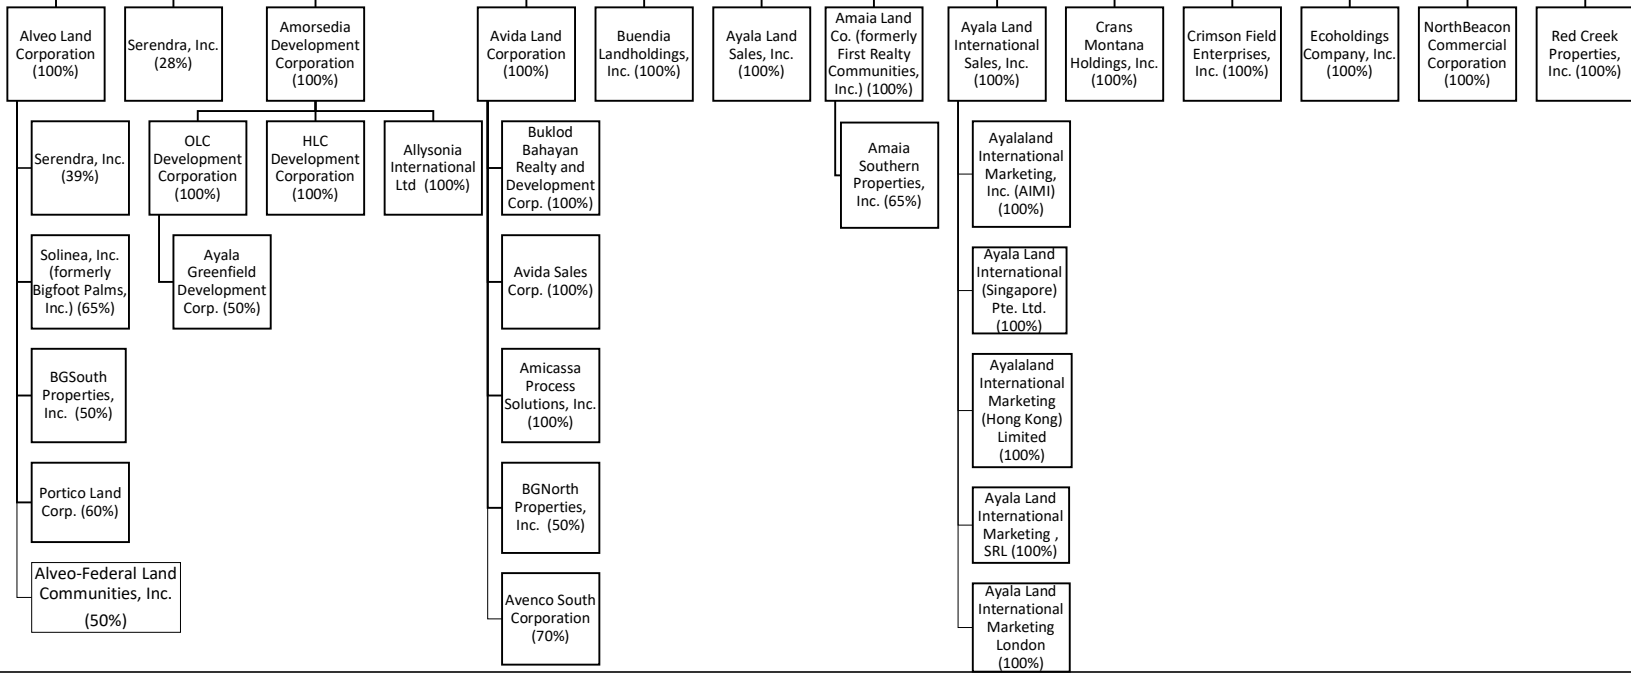 Alveo Land
Corporation
(100%)
Serendra, Inc.
(28%)
Amorsedia
Development
Corporation
(100%)
Avida Land
Corporation
(100%)
Buendia
Landholdings,
Inc. (100%)
Ayala Land
Sales, Inc.
(100%)
Amaia Land
Co. (formerly
First Realty
Communities,
Inc.) (100%)
Ayala Land
International
Sales, Inc.
(100%)
Crans
Montana
Holdings, Inc.
(100%)
Crimson Field
Enterprises,
Inc. (100%)
Ecoholdings
Company, Inc.
(100%)
NorthBeacon
Commercial
Corporation
(100%)
Red Creek
Properties,
Inc. (100%)
Serendra, Inc.
(39%)
OLC
Development
Corporation
(100%)
HLC
Development
Corporation
(100%)
Allysonia
International
Ltd (100%)
Buklod
Bahayan
Realty and
Development
Corp. (100%)
Amaia
Southern
Properties,
Inc. (65%)
Ayalaland
International
Marketing,
Inc. (AIMI)
(100%)
Solinea, Inc.
(formerly
Bigfoot Palms,
Inc.) (65%)
Ayala
Greenfield
Development
Corp. (50%)
Avida Sales
Corp. (100%)
Ayala Land
International
(Singapore)
Pte. Ltd.
(100%)
BGSouth
Properties,
Inc. (50%)
Amicassa
Process
Solutions, Inc.
(100%)
Ayalaland
International
Marketing
(Hong Kong)
Limited
(100%)
Portico Land
Corp. (60%)
BGNorth
Properties,
Inc. (50%)
Ayala Land
International
Marketing ,
SRL (100%)
Alveo-Federal Land
Communities, Inc.
(50%)
Avenco South
Corporation
(70%)
Ayala Land
International
Marketing
London
(100%)